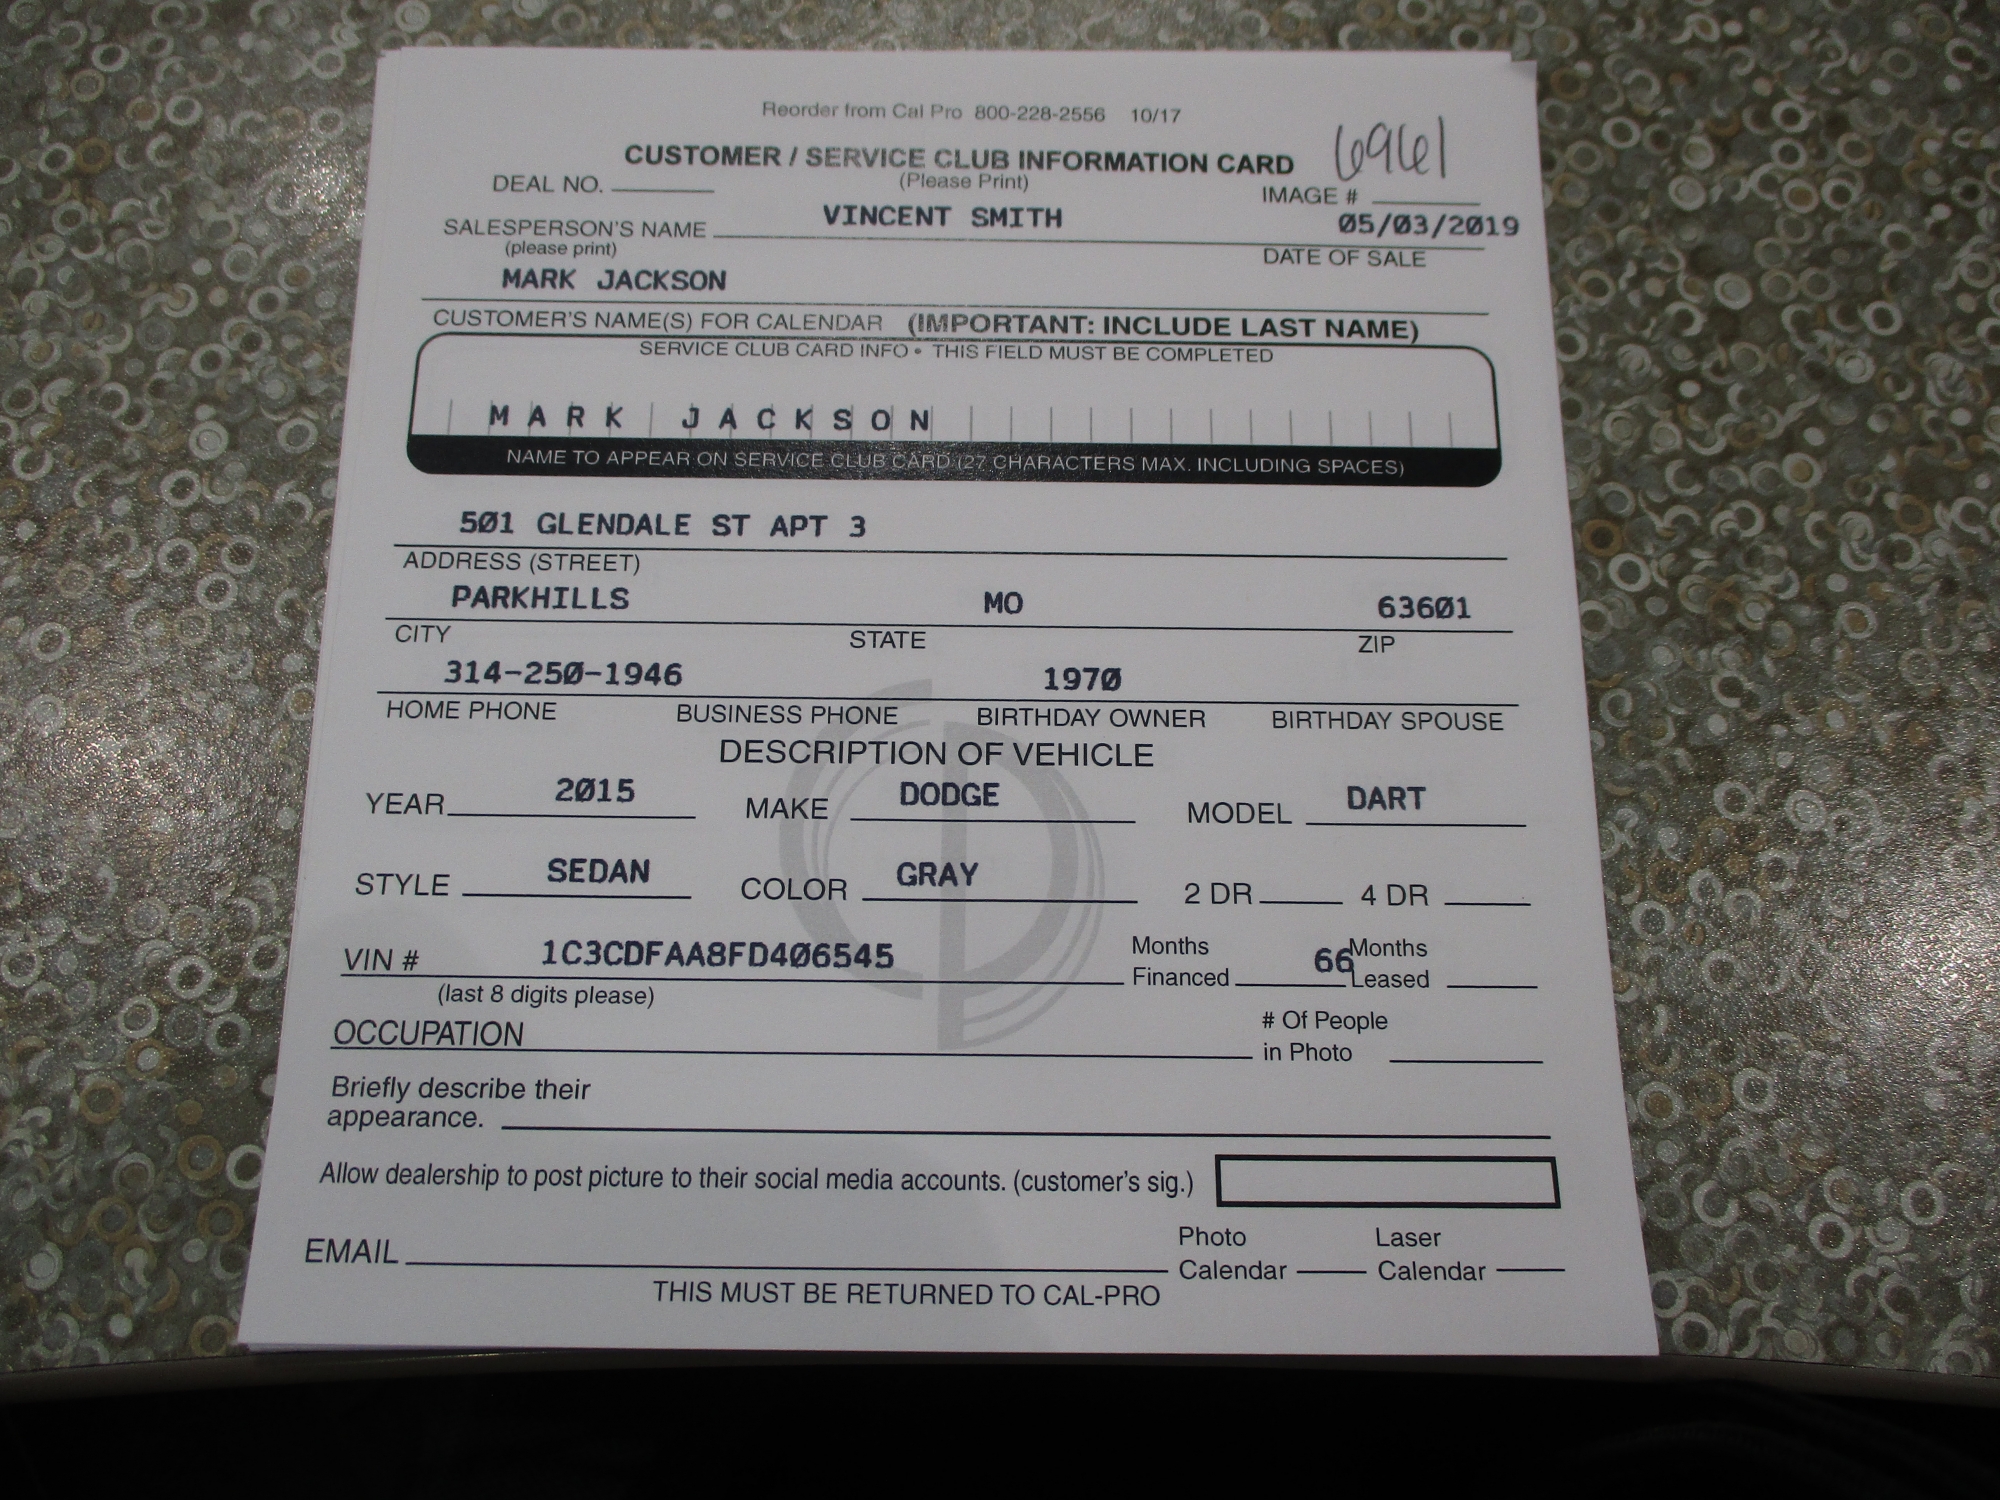 Reorder from Cal Pro 800-228-2556 10/17
CUSTOMER / SERVICE CLUB INFORMATION CARD 6961
DEAL NO. (Please Print) IMAGE #
SALESPERSON'S NAME VINCENT SMITH 05/03/2019
(please print) DATE OF SALE
MARK JACKSON
CUSTOMER'S NAME(S) FOR CALENDAR (IMPORTANT: INCLUDE LAST NAME)
SERVICE CLUB CARD INFO • THIS FIELD MUST BE COMPLETED
MARK JACKSON
NAME TO APPEAR ON SERVICE CLUB CARD (27 CHARACTERS MAX. INCLUDING SPACES)
501 GLENDALE ST APT 3
ADDRESS (STREET)
PARKHILLS MO 63601
CITY STATE ZIP
314-250-1946 1970
HOME PHONE BUSINESS PHONE BIRTHDAY OWNER BIRTHDAY SPOUSE
DESCRIPTION OF VEHICLE
YEAR 2015 MAKE DODGE MODEL DART
STYLE SEDAN COLOR GRAY 2 DR 4 DR
VIN # 1C3CDFAA8FD406545 Months Financed 66 Months Leased
(last 8 digits please)
OCCUPATION # Of People in Photo
Briefly describe their
appearance.
Allow dealership to post picture to their social media accounts. (customer's sig.)
EMAIL Photo Calendar Laser Calendar
THIS MUST BE RETURNED TO CAL-PRO